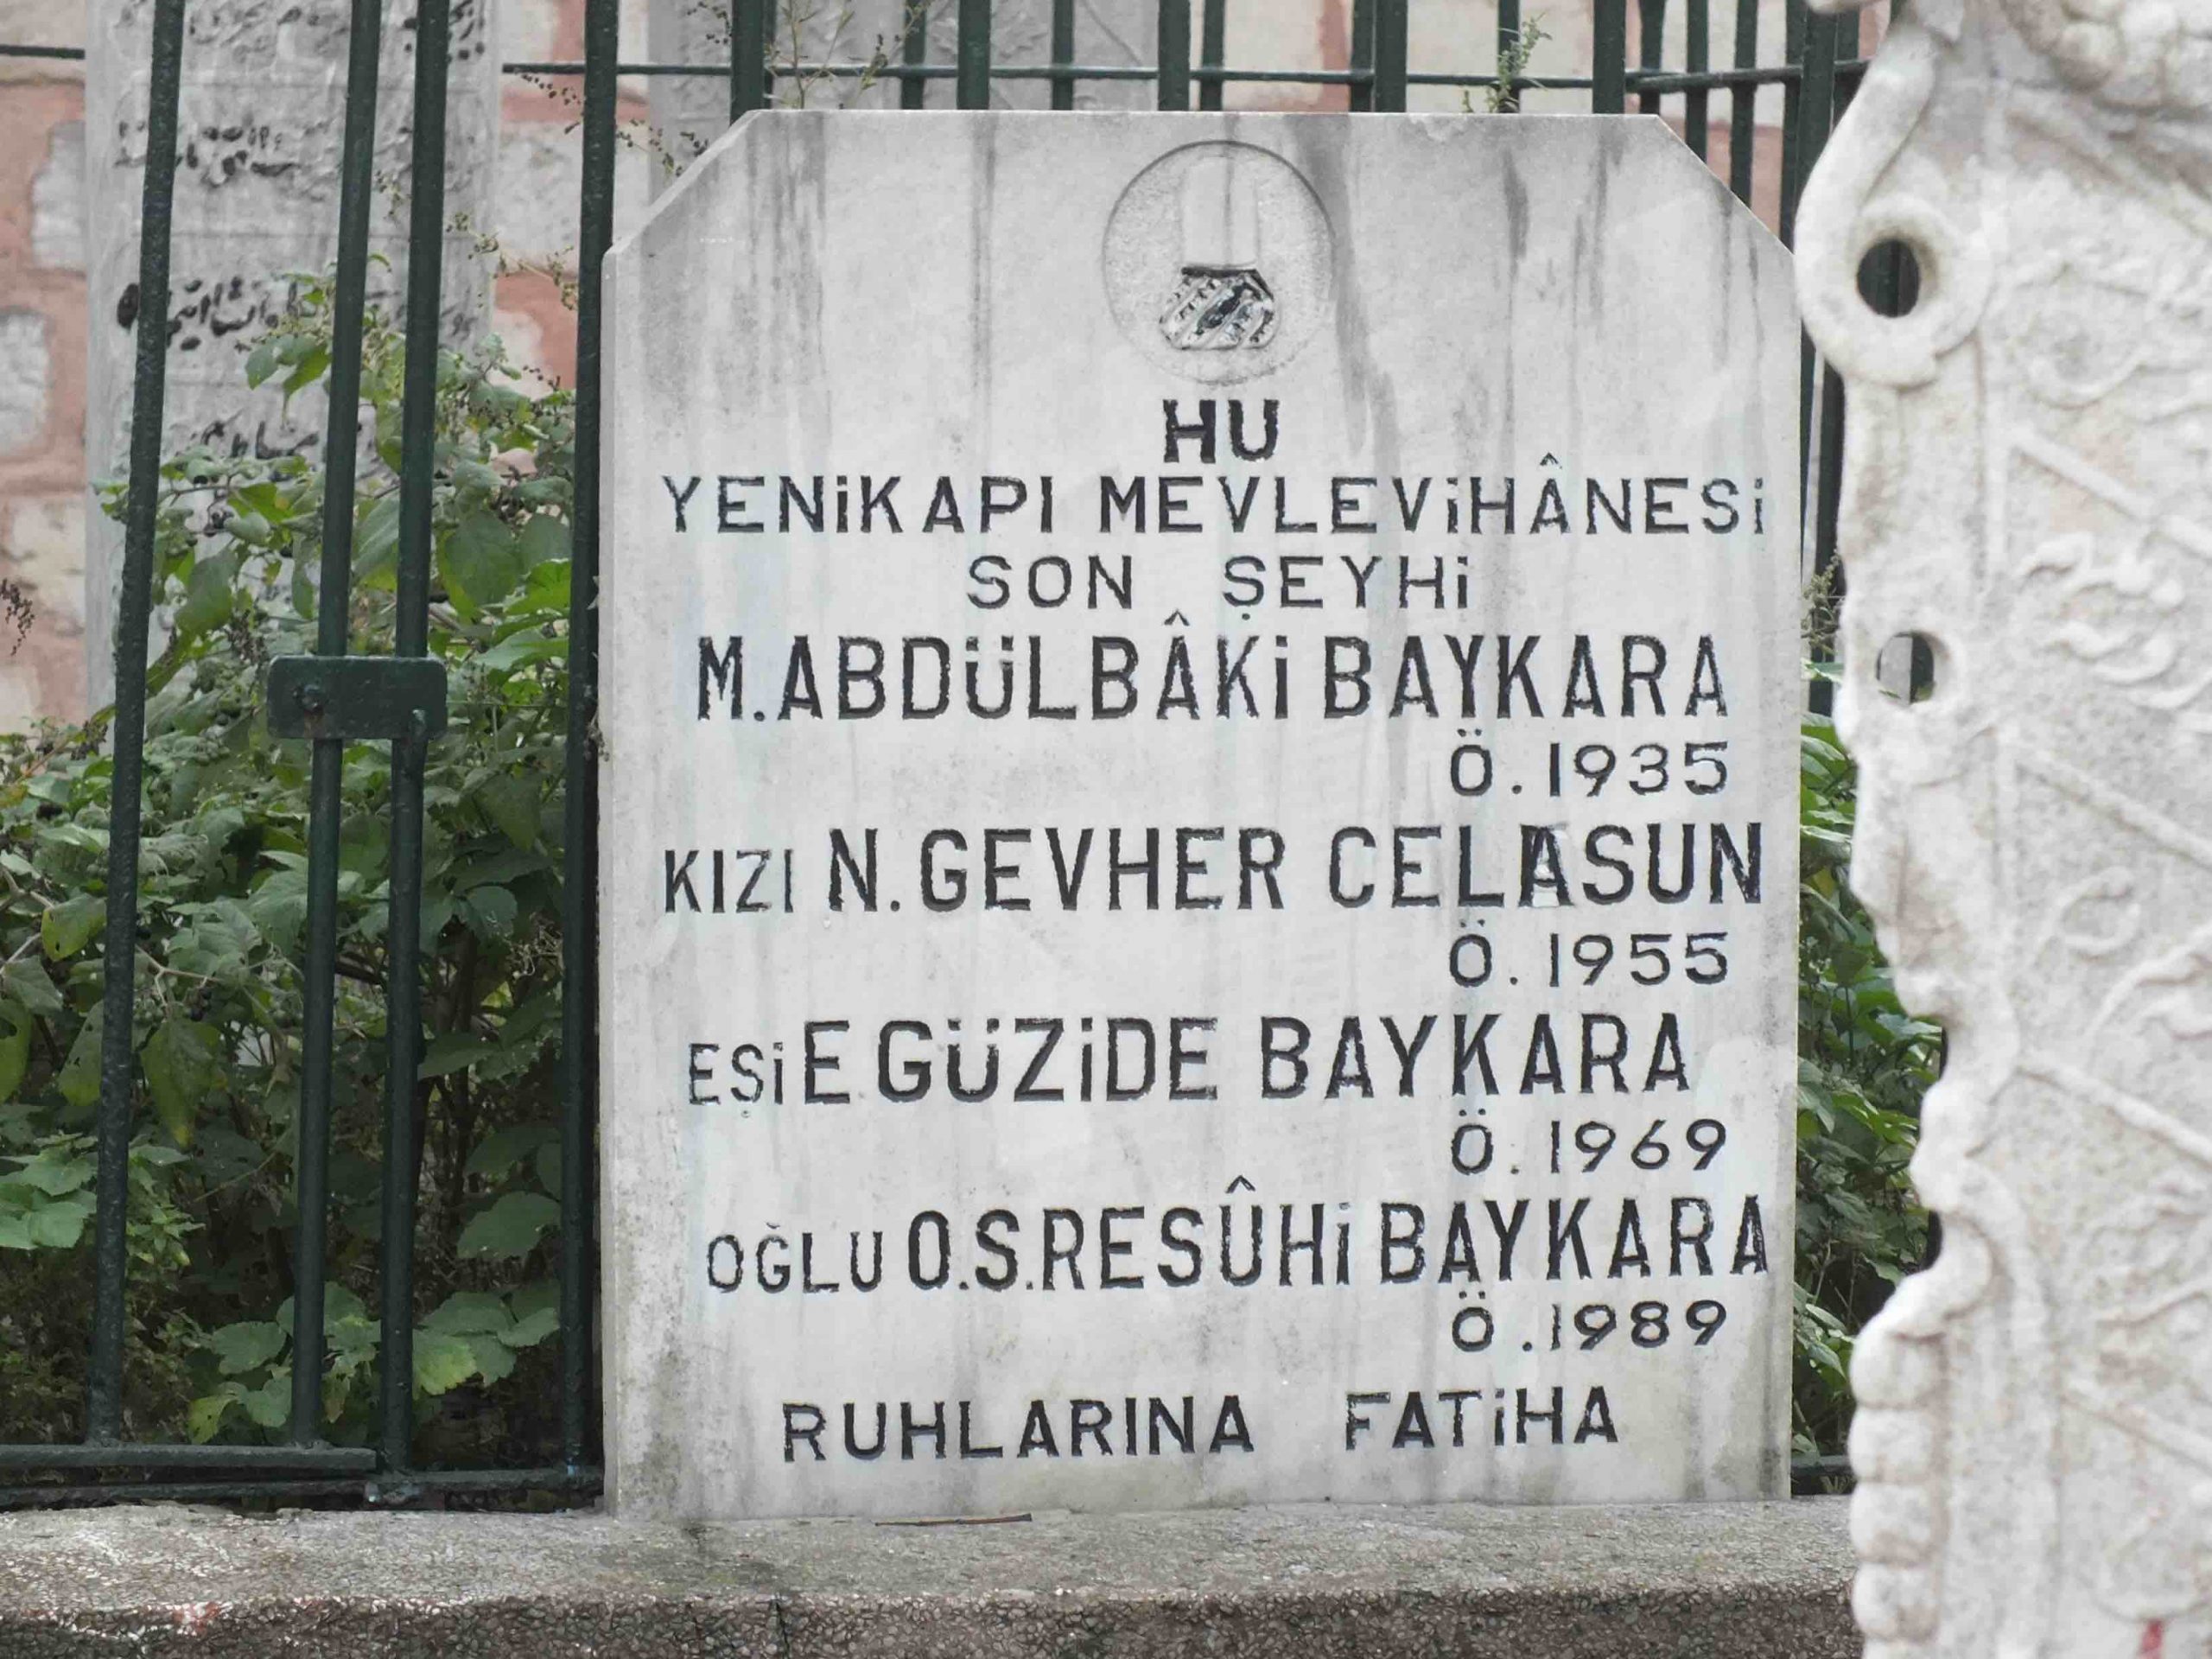 HU
YENİKAPI MEVLEVİHÂNESİ
SON ŞEYHİ
M. ABDÜLBÂKİ BAYKARA
Ö. 1935
KIZI N. GEVHER CELASUN
Ö. 1955
EŞİ E GÜZİDE BAYKARA
Ö. 1969
OĞLU O.S. RESÛHİ BAYKARA
Ö. 1989
RUHLARINA FATİHA